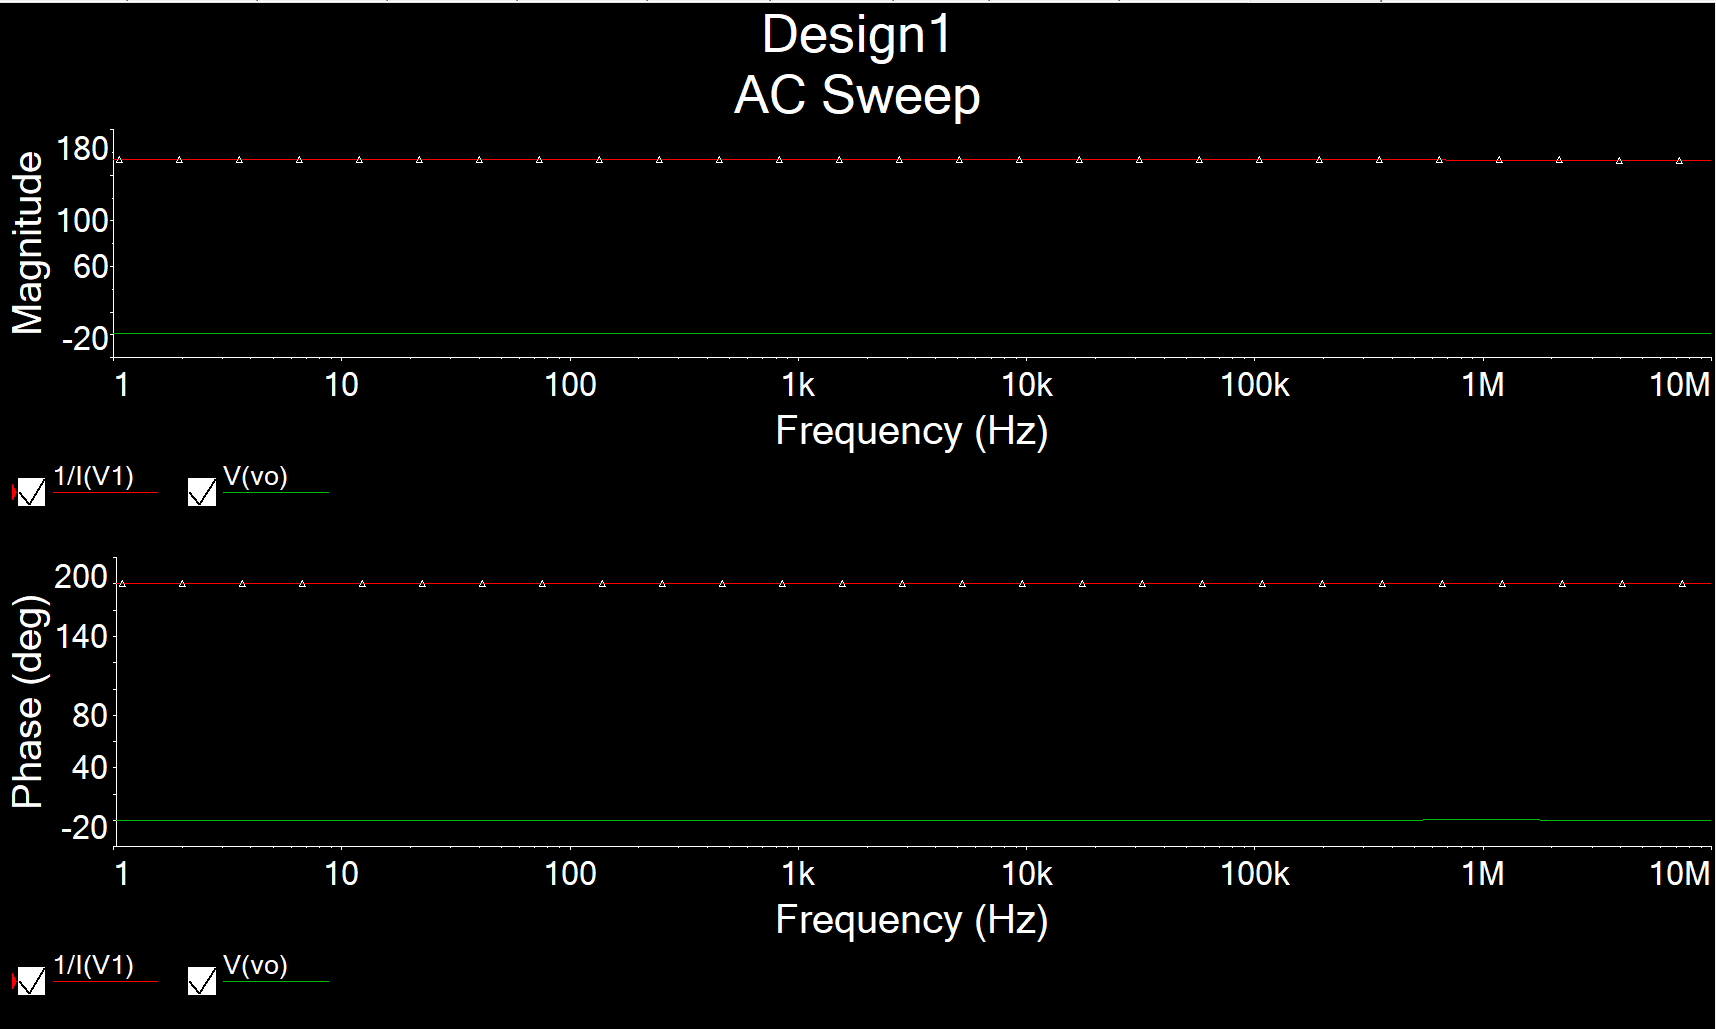 Design1
AC Sweep
Magnitude
180
100
60
-20
1 10 100 1k 10k 100k 1M 10M
Frequency (Hz)
1/I(V1) V(vo)
Phase (deg)
200
140
80
40
-20
1 10 100 1k 10k 100k 1M 10M
Frequency (Hz)
1/I(V1) V(vo)